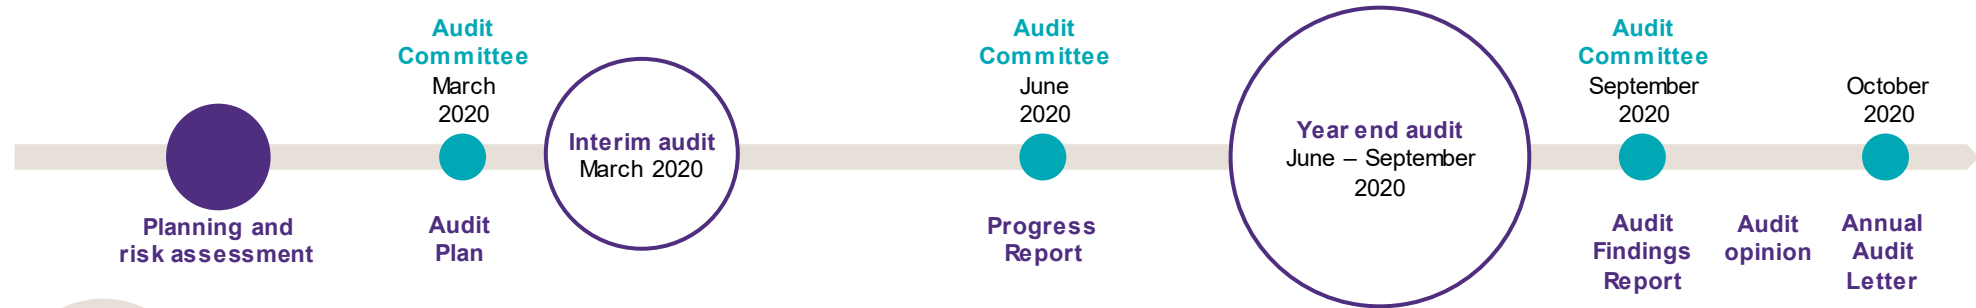 Audit
Committee
March
2020
Audit
Committee
June
2020
Audit
Committee
September
2020
October
2020
Interim audit
March 2020
Year end audit
June – September
2020
Planning and
risk assessment
Audit
Plan
Progress
Report
Audit
Findings
Report
Audit
opinion
Annual
Audit
Letter